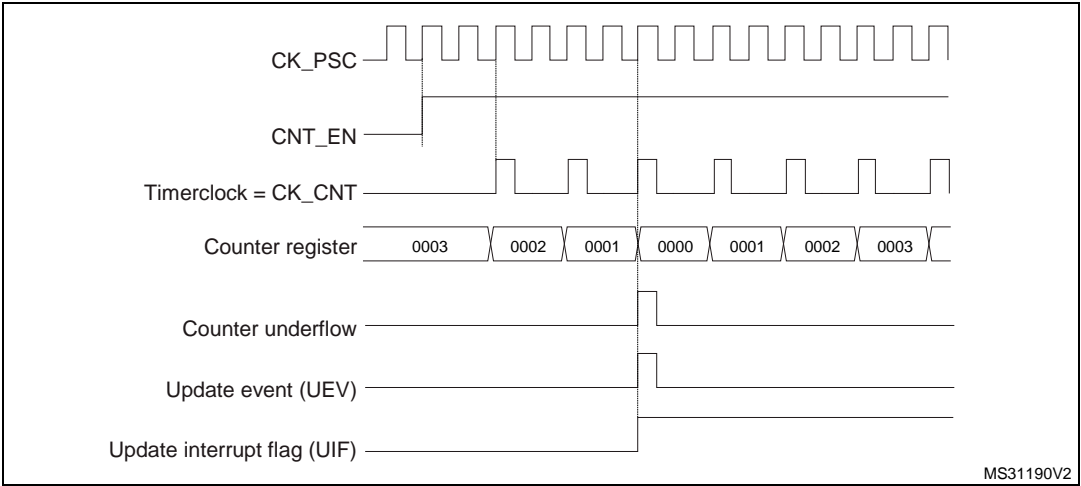 CK_PSC
CNT_EN
Timerclock = CK_CNT
Counter register
0003 0002 0001 0000 0001 0002 0003
Counter underflow
Update event (UEV)
Update interrupt flag (UIF)
MS31190V2